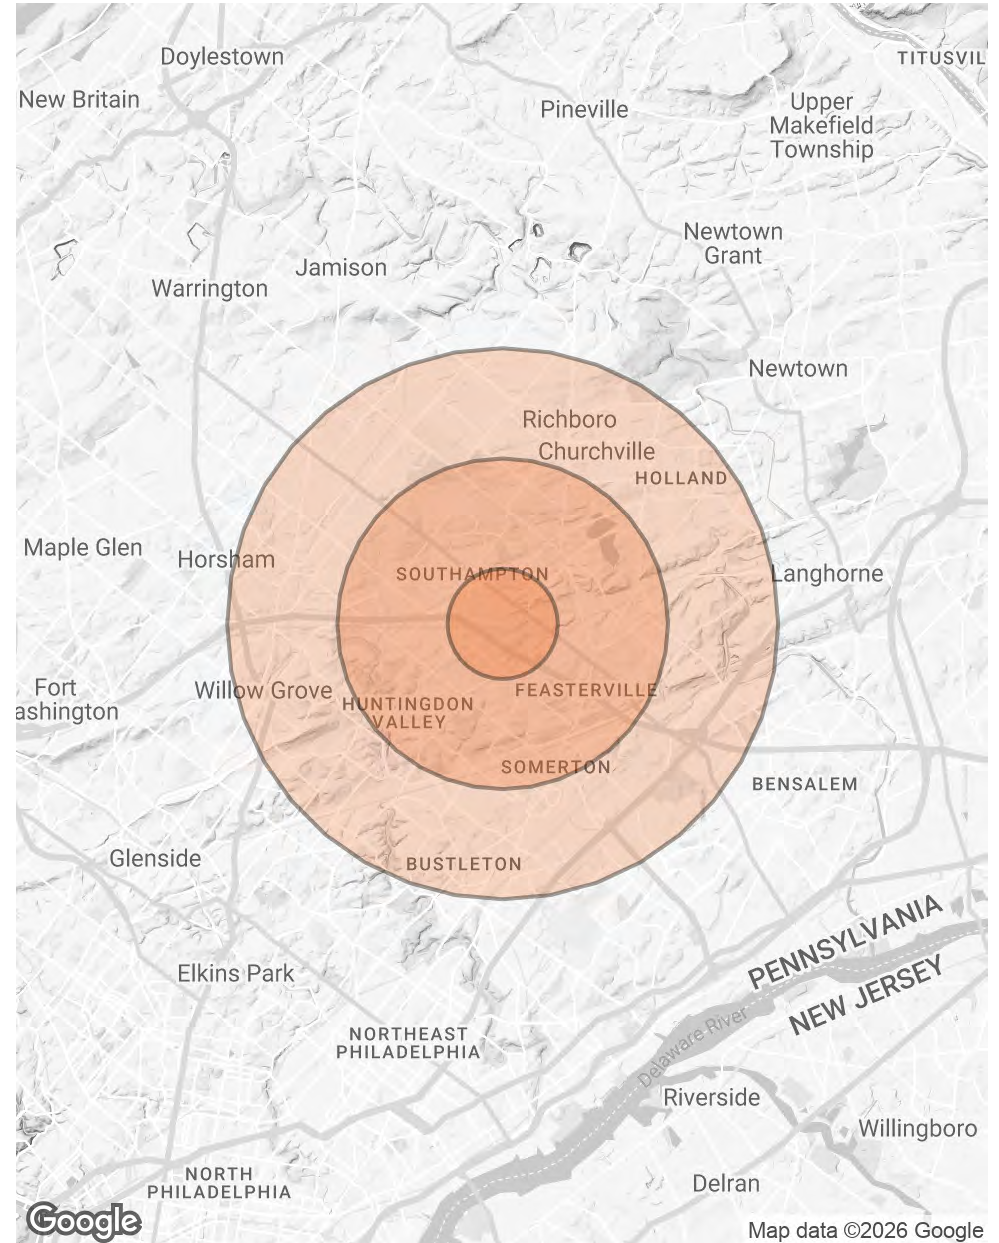 Doylestown
TITUSVIL
New Britain
Pineville
Upper
Makefield
Township
Newtown
Grant
Jamison
Warrington
Newtown
Richboro
Churchville
HOLLAND
Maple Glen
Horsham
SOUTHAMPTON
Langhorne
Fort
ashington
Willow Grove
FEASTERVILLE
HUNTINGDON
VALLEY
SOMERTON
BENSALEM
Glenside
BUSTLETON
PENNSYLVANIA
NEW JERSEY
Elkins Park
NORTHEAST
PHILADELPHIA
Delaware River
Riverside
Willingboro
NORTH
PHILADELPHIA
Delran
Google
Map data ©2026 Google